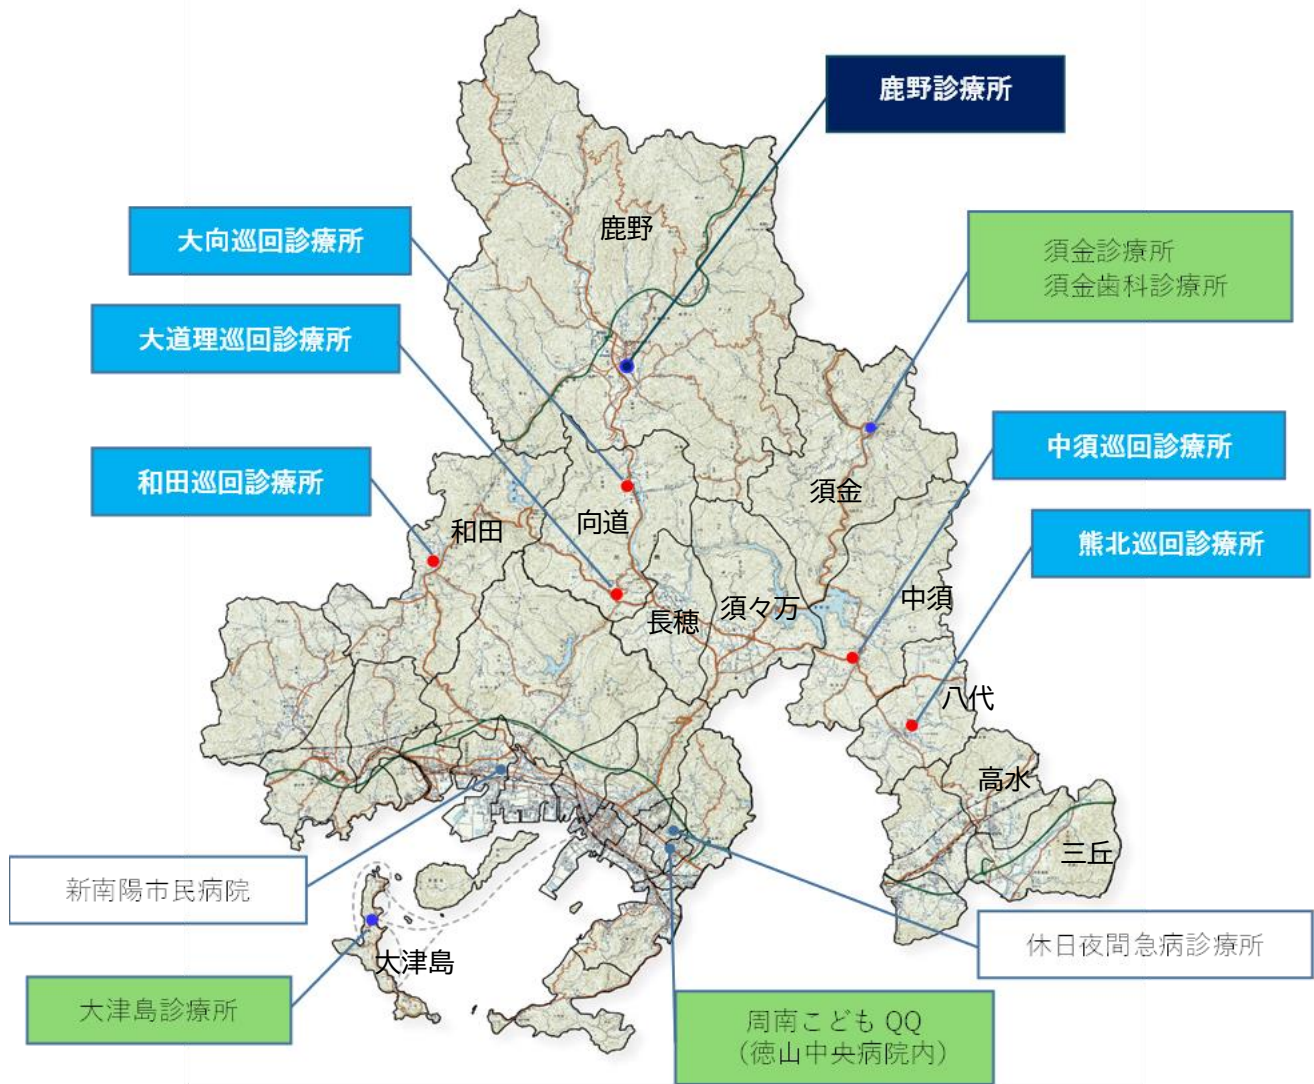 鹿野診療所
大向巡回診療所
鹿野
須金診療所
須金歯科診療所
大道理巡回診療所
中須巡回診療所
和田巡回診療所
須金
向道
和田
熊北巡回診療所
中須
須々万
長穂
八代
高水
三丘
新南陽市民病院
休日夜間急病診療所
大津島
大津島診療所
周南こども QQ
（徳山中央病院内）